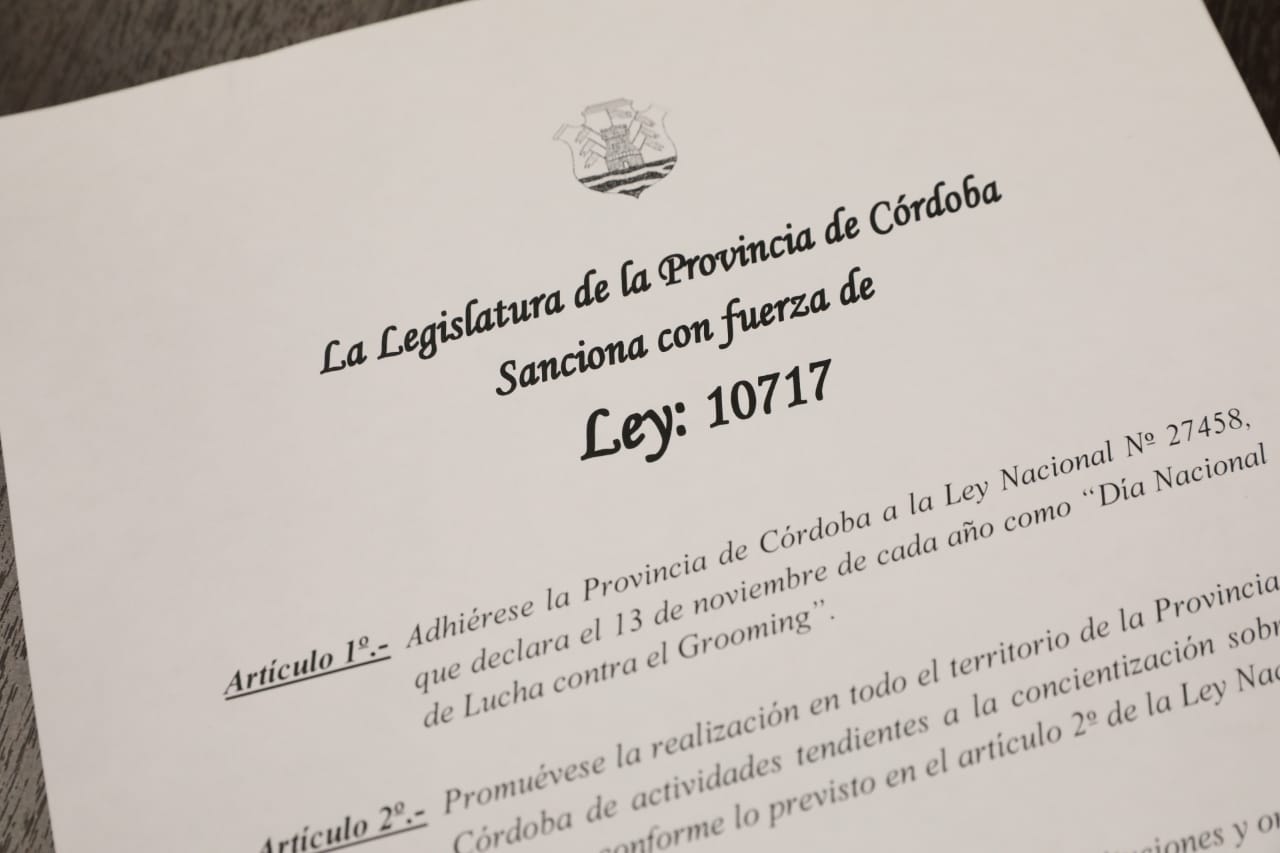 La Legislatura de la Provincia de Córdoba
Sanciona con fuerza de
Ley: 10717
Artículo 1º.- Adhiérese la Provincia de Córdoba a la Ley Nacional Nº 27458,
que declara el 13 de noviembre de cada año como “Día Nacional
de Lucha contra el Grooming”.
Artículo 2º.- Promuévese la realización en todo el territorio de la Provincia
Córdoba de actividades tendientes a la concientización
lo previsto en el artículo 2º de la Ley